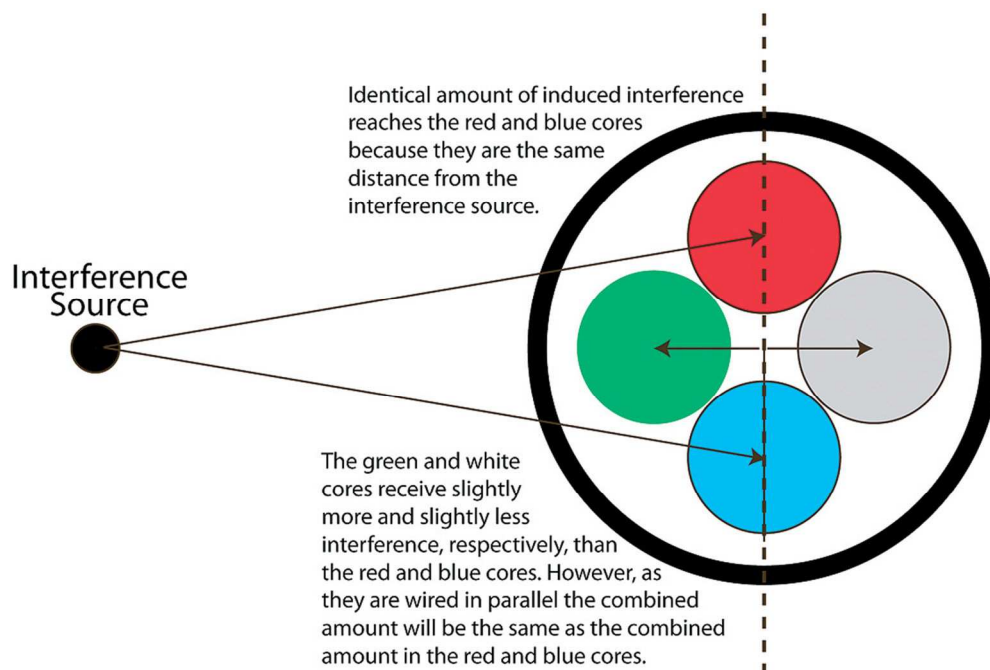 Identical amount of induced interference
reaches the red and blue cores
because they are the same
distance from the
interference source.
Interference
Source
The green and white
cores receive slightly
more and slightly less
interference, respectively, than
the red and blue cores. However, as
they are wired in parallel the combined
amount will be the same as the combined
amount in the red and blue cores.